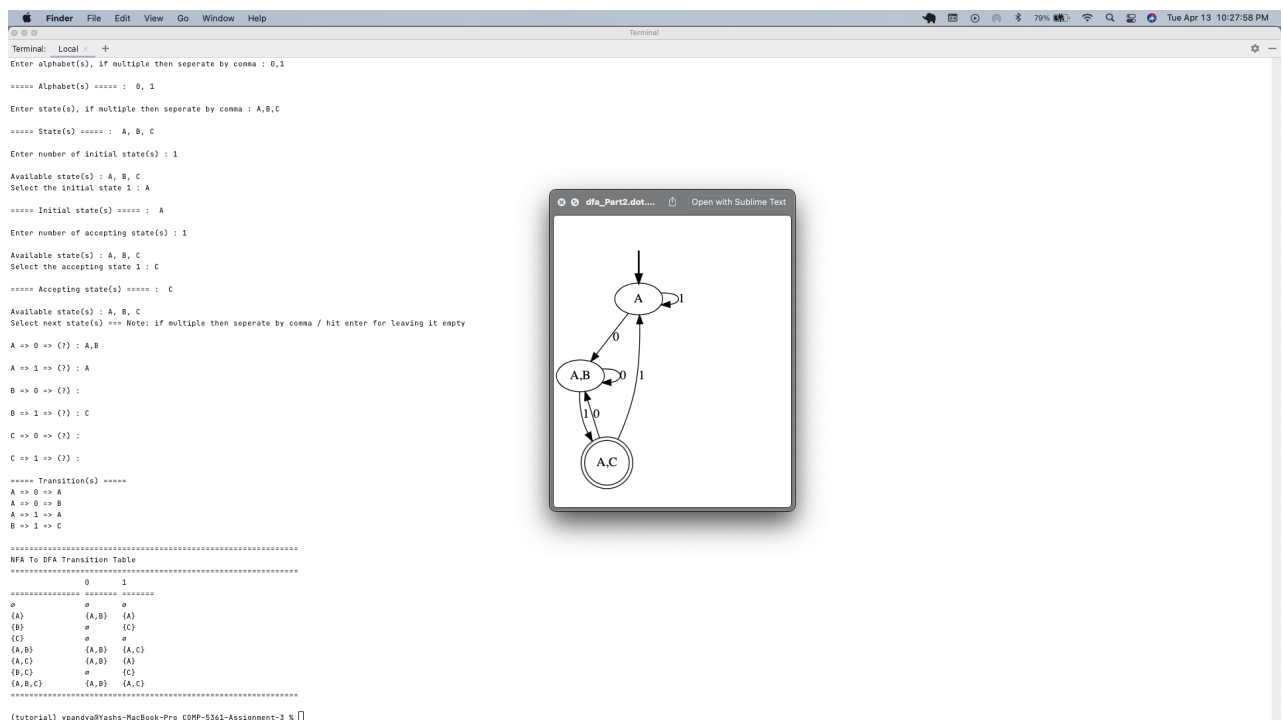 Finder File Edit View Go Window Help 79% Tue Apr 13 10:27:58 PM
Terminal
Terminal: Local × +
Enter alphabet(s), if multiple then seperate by comma : 0,1
===== Alphabet(s) ===== : 0, 1
Enter state(s), if multiple then seperate by comma : A,B,C
===== State(s) ===== : A, B, C
Enter number of initial state(s) : 1
Available state(s) : A, B, C
Select the initial state 1 : A
===== Initial state(s) ===== : A
Enter number of accepting state(s) : 1
Available state(s) : A, B, C
Select the accepting state 1 : C
===== Accepting state(s) ===== : C
Available state(s) : A, B, C
Select next state(s) === Note: if multiple then seperate by comma / hit enter for leaving it empty
A => 0 => (?) : A,B
A => 1 => (?) : A
B => 0 => (?) :
B => 1 => (?) : C
C => 0 => (?) :
C => 1 => (?) :
===== Transition(s) =====
A => 0 => A
A => 0 => B
A => 1 => A
B => 1 => C
==============================================================
NFA To DFA Transition Table
==============================================================
0 1
=============== ======= =======
ø ø ø
{A} {A,B} {A}
{B} ø {C}
{C} ø ø
{A,B} {A,B} {A,C}
{A,C} {A,B} {A}
{B,C} ø {C}
{A,B,C} {A,B} {A,C}
==============================================================
(tutorial) ypandya@Yashs-MacBook-Pro COMP-5361-Assignment-3 %
dfa_Part2.dot.... Open with Sublime Text
A 1
0
A,B 0 1
1 0
A,C